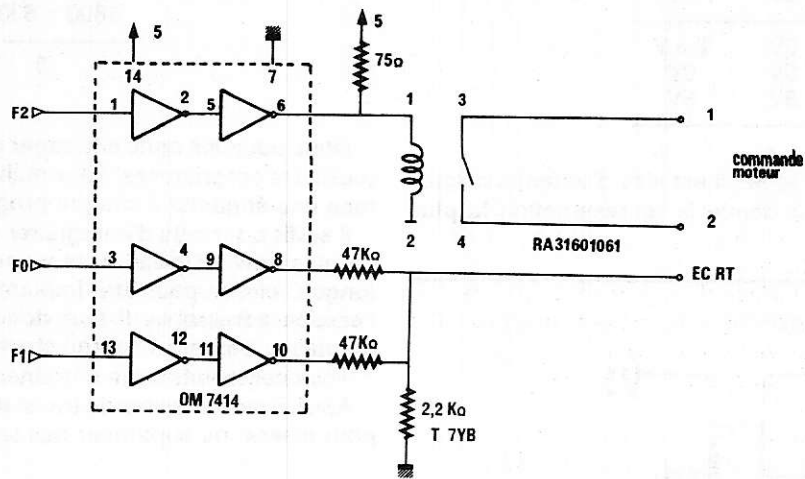 5
5
14
7
75Ω
F2
1
2
5
6
1
3
1
commande
moteur
2
2
4
RA31601061
F0
3
4
9
8
47KΩ
EC RT
F1
13
12
11
10
47KΩ
OM 7414
2,2 KΩ
T 7YB